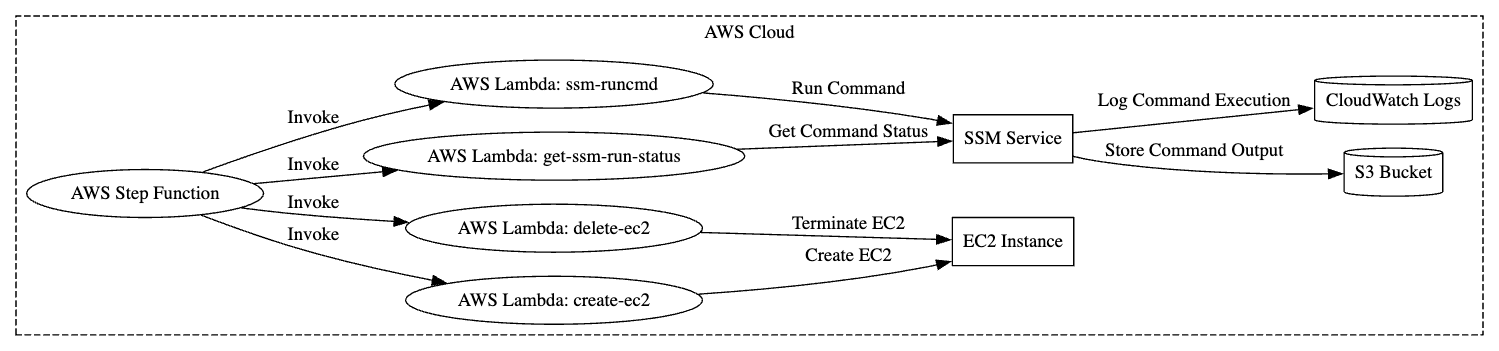 AWS Cloud
AWS Lambda: ssm-runcmd
Run Command
Log Command Execution
CloudWatch Logs
Invoke
Get Command Status
SSM Service
AWS Lambda: get-ssm-run-status
Store Command Output
Invoke
S3 Bucket
AWS Step Function
Invoke
AWS Lambda: delete-ec2
Terminate EC2
Invoke
EC2 Instance
Create EC2
AWS Lambda: create-ec2